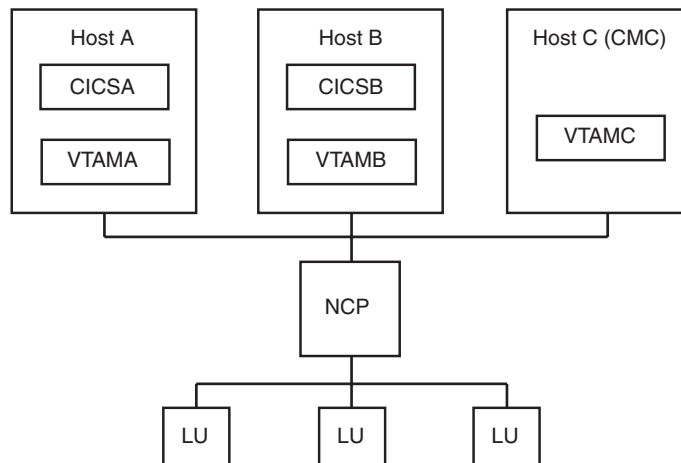 Host A
Host B
Host C (CMC)
CICSA
CICSB
VTAMA
VTAMB
VTAMC
NCP
LU
LU
LU